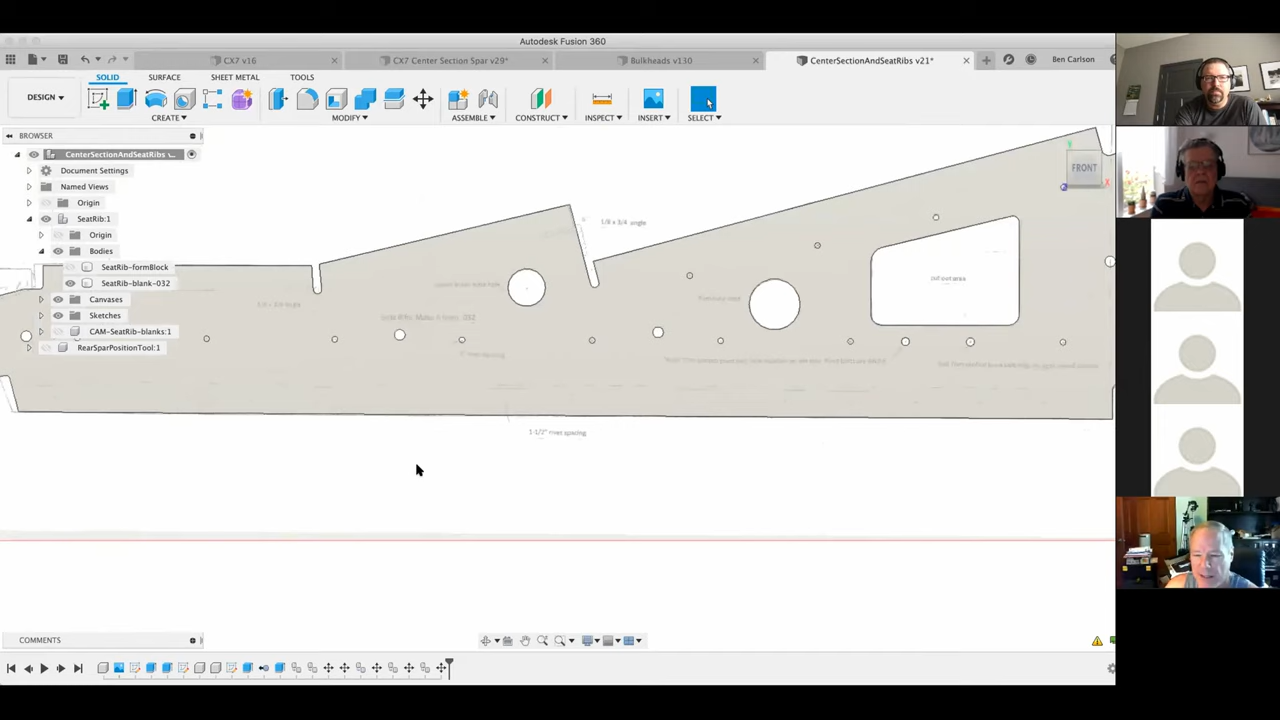 Autodesk Fusion 360
CX7 v16
CX7 Center Section Spar v29*
Bulkheads v130
CenterSectionAndSeatRibs v21*
Ben Carlson
SOLID
SURFACE
SHEET METAL
TOOLS
DESIGN
CREATE
MODIFY
ASSEMBLE
CONSTRUCT
INSPECT
INSERT
SELECT
BROWSER
CenterSectionAndSeatRibs
Document Settings
Named Views
Origin
SeatRib:1
Origin
Bodies
SeatRib-formBlock
SeatRib-blank-032
Canvases
Sketches
CAM-SeatRib-blanks:1
RearSparPositionTool:1
FRONT
1/8 x 3/4 angle
cut out area
1-1/2" rivet spacing
COMMENTS